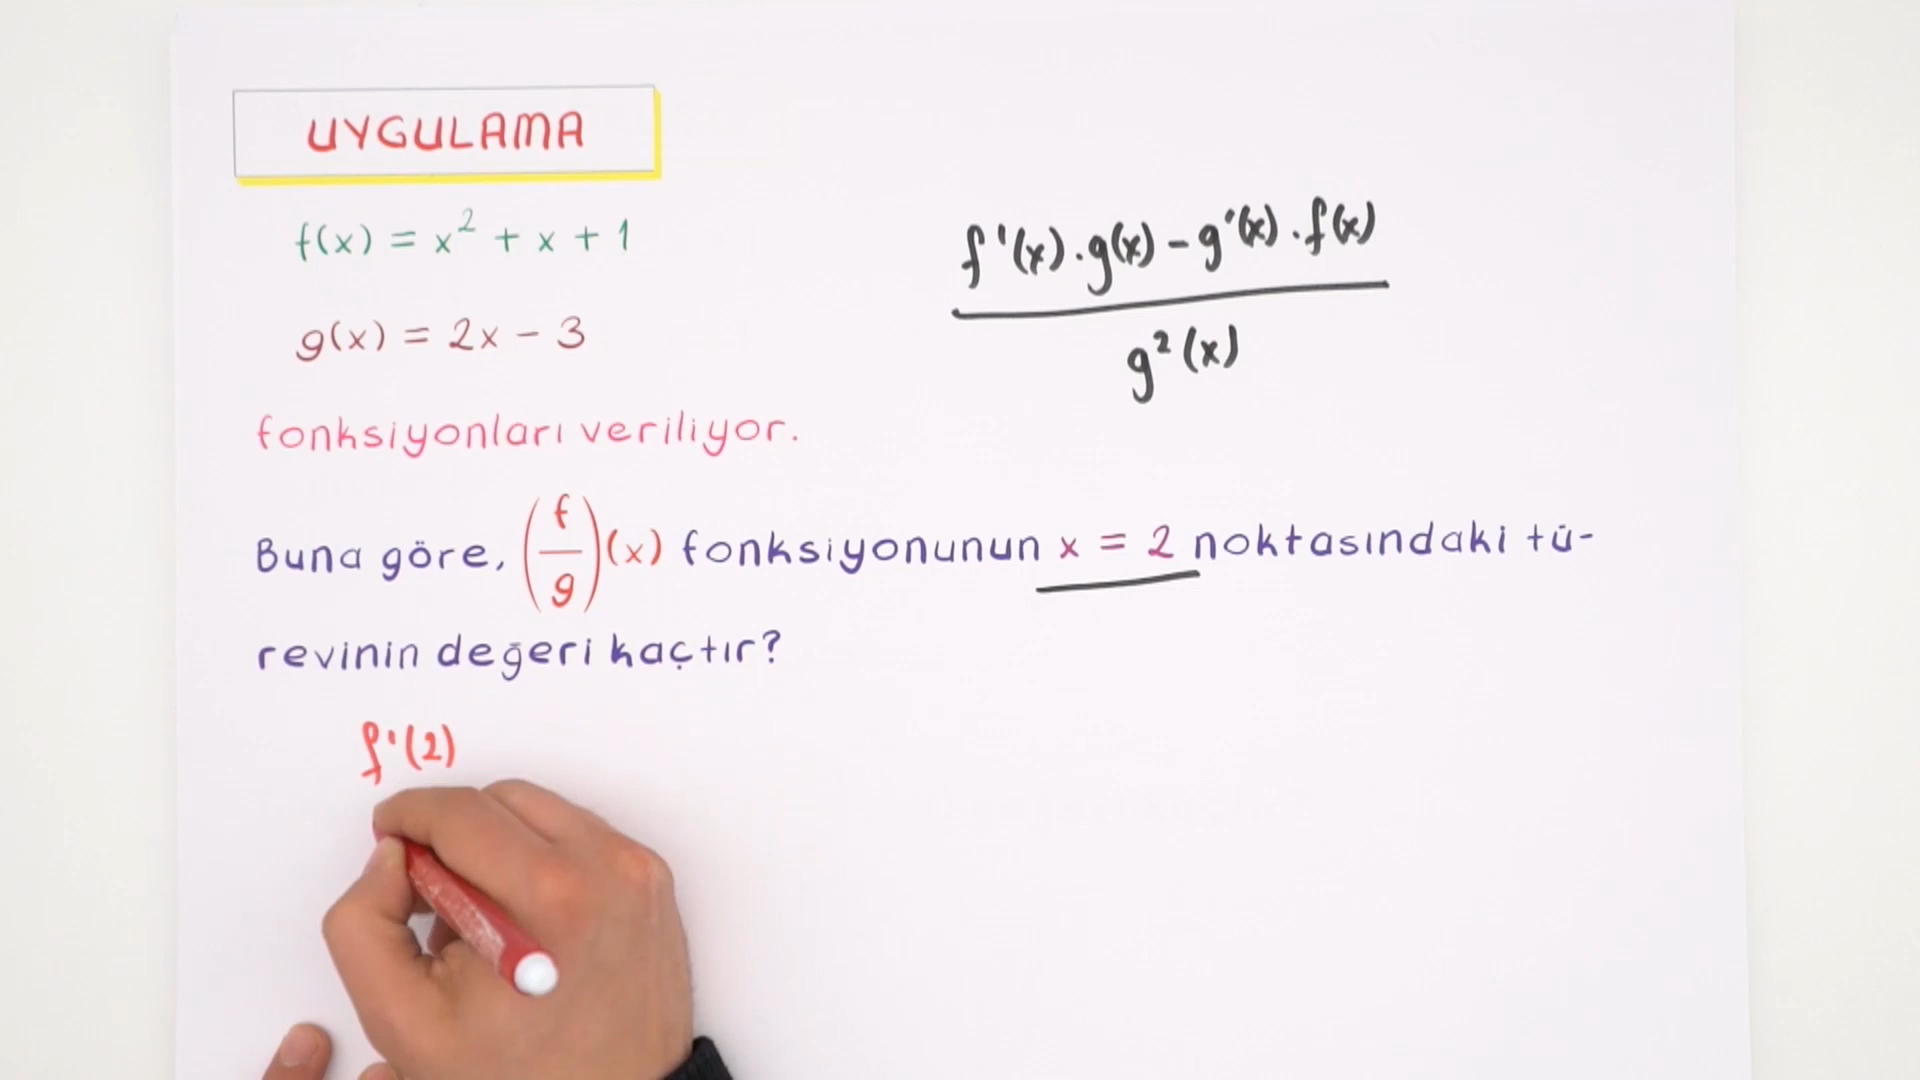 UYGULAMA
f(x) = x² + x + 1
g(x) = 2x - 3
fonksiyonları veriliyor.
Buna göre, (f/g)(x) fonksiyonunun x = 2 noktasındaki tü-
revinin değeri kaçtır?
f'(x).g(x) - g'(x).f(x)
g²(x)
f'(2)